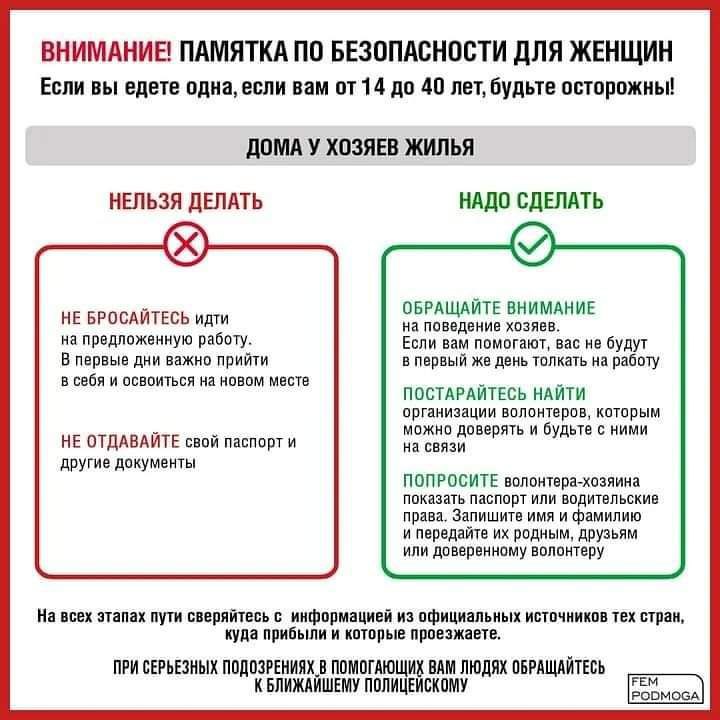 ВНИМАНИЕ! ПАМЯТКА ПО БЕЗОПАСНОСТИ ДЛЯ ЖЕНЩИН
Если вы едете одна, если вам от 14 до 40 лет, будьте осторожны!
ДОМА У ХОЗЯЕВ ЖИЛЬЯ
НЕЛЬЗЯ ДЕЛАТЬ
НЕ БРОСАЙТЕСЬ идти
на предложенную работу.
В первые дни важно прийти
в себя и освоиться на новом месте
НЕ ОТДАВАЙТЕ свой паспорт и
другие документы
НАДО СДЕЛАТЬ
ОБРАЩАЙТЕ ВНИМАНИЕ
на поведение хозяев.
Если вам помогают, вас не будут
в первый же день толкать на работу
ПОСТАРАЙТЕСЬ НАЙТИ
организации волонтеров, которым
можно доверять и будьте с ними
на связи
ПОПРОСИТЕ волонтера-хозяина
показать паспорт или водительские
права. Запишите имя и фамилию
и передайте их родным, друзьям
или доверенному волонтеру
На всех этапах пути сверяйтесь с информацией из официальных источников тех стран,
куда прибыли и которые проезжаете.
ПРИ СЕРЬЕЗНЫХ ПОДОЗРЕНИЯХ В ПОМОГАЮЩИХ ВАМ ЛЮДЯХ ОБРАЩАЙТЕСЬ
К БЛИЖАЙШЕМУ ПОЛИЦЕЙСКОМУ
FEM
PODMOGA